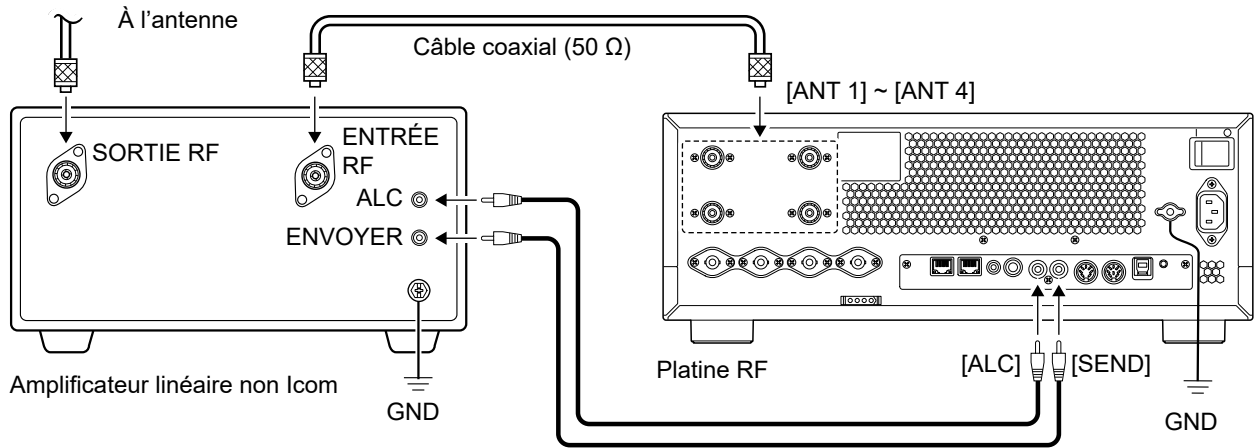 À l'antenne
Câble coaxial (50 Ω)
[ANT 1] ~ [ANT 4]
SORTIE RF
ENTRÉE
RF
ALC
ENVOYER
Platine RF
[ALC]
[SEND]
Amplificateur linéaire non Icom
GND
GND